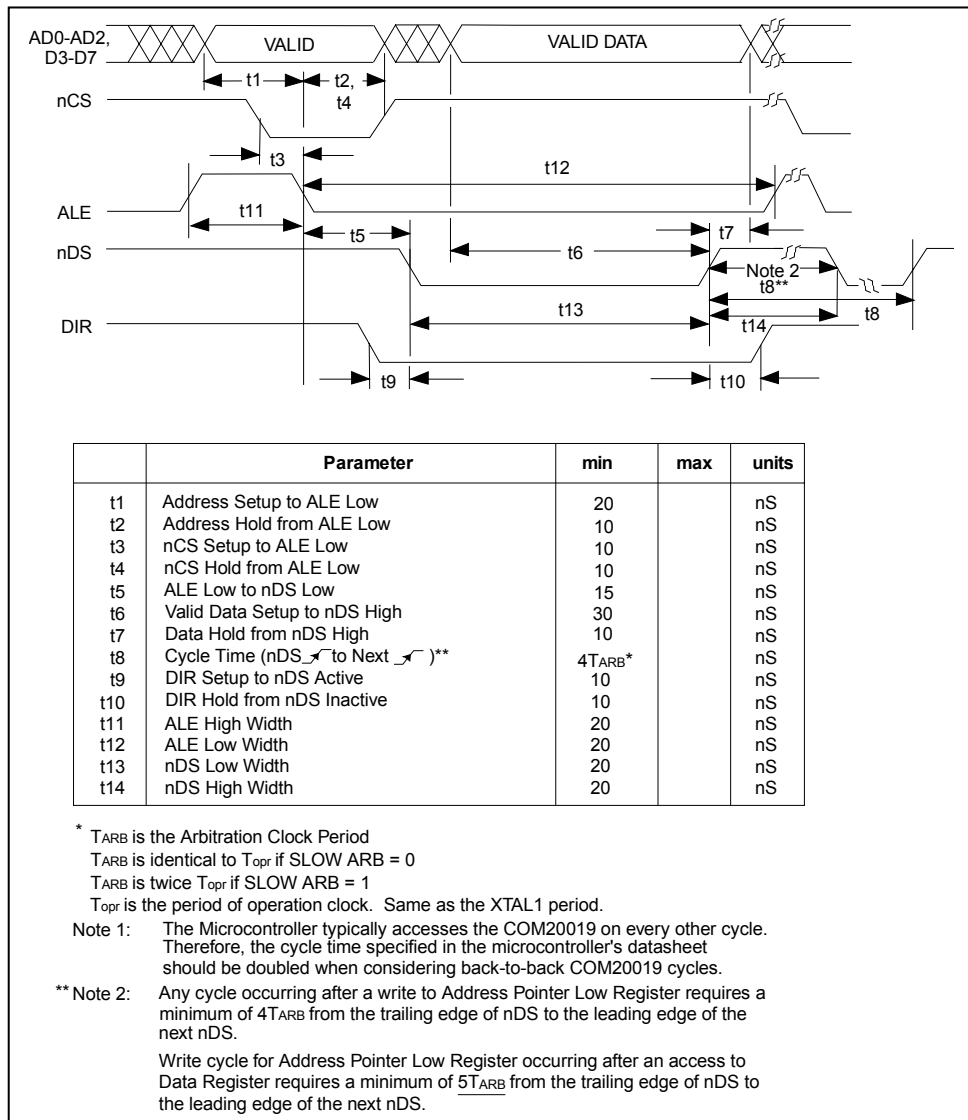 AD0-AD2,
D3-D7
VALID
VALID DATA
t1
t2,
t4
nCS
t3
t12
ALE
t11
t5
t7
nDS
t6
Note 2
t8**
t8
t13
t14
DIR
t9
t10
Parameter min max units
t1 Address Setup to ALE Low 20 nS
t2 Address Hold from ALE Low 10 nS
t3 nCS Setup to ALE Low 10 nS
t4 nCS Hold from ALE Low 10 nS
t5 ALE Low to nDS Low 15 nS
t6 Valid Data Setup to nDS High 30 nS
t7 Data Hold from nDS High 10 nS
t8 Cycle Time (nDS to Next )** 4TARB* nS
t9 DIR Setup to nDS Active 10 nS
t10 DIR Hold from nDS Inactive 10 nS
t11 ALE High Width 20 nS
t12 ALE Low Width 20 nS
t13 nDS Low Width 20 nS
t14 nDS High Width 20 nS
* TARB is the Arbitration Clock Period
TARB is identical to Topr if SLOW ARB = 0
TARB is twice Topr if SLOW ARB = 1
Topr is the period of operation clock. Same as the XTAL1 period.
Note 1: The Microcontroller typically accesses the COM20019 on every other cycle.
Therefore, the cycle time specified in the microcontroller's datasheet
should be doubled when considering back-to-back COM20019 cycles.
** Note 2: Any cycle occurring after a write to Address Pointer Low Register requires a
minimum of 4TARB from the trailing edge of nDS to the leading edge of the
next nDS.
Write cycle for Address Pointer Low Register occurring after an access to
Data Register requires a minimum of 5TARB from the trailing edge of nDS to
the leading edge of the next nDS.